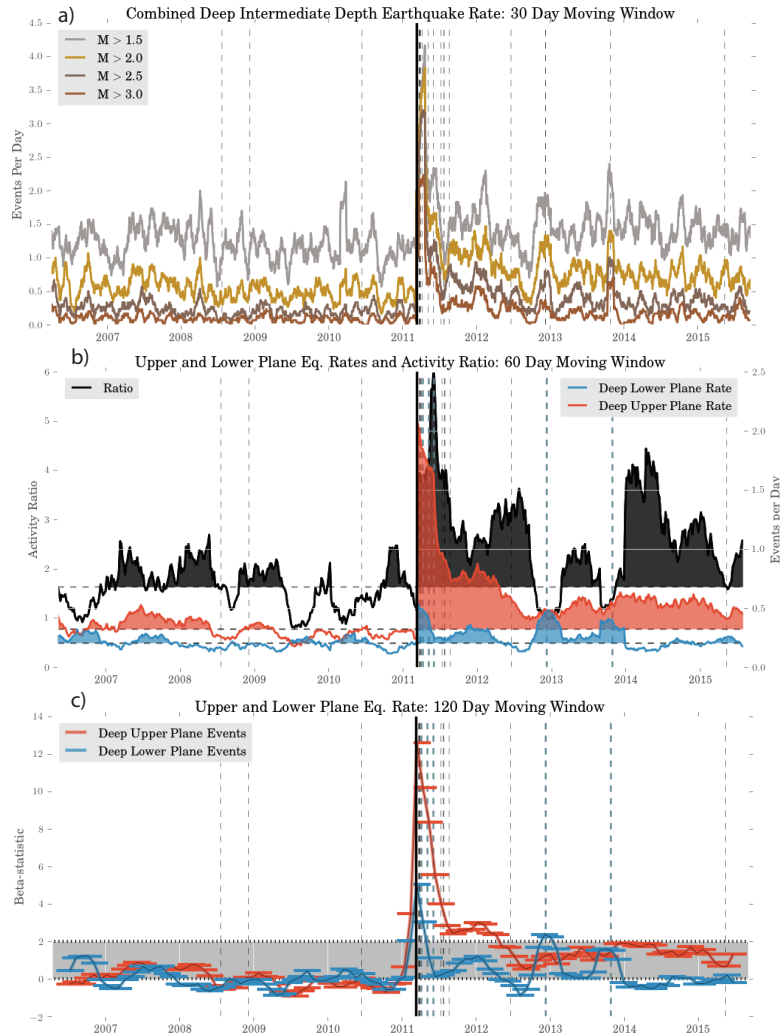 a) Combined Deep Intermediate Depth Earthquake Rate: 30 Day Moving Window
4.5
4.0
3.5
3.0
2.5
2.0
1.5
1.0
0.5
0.0
Events Per Day
M > 1.5
M > 2.0
M > 2.5
M > 3.0
2007 2008 2009 2010 2011 2012 2013 2014 2015
b) Upper and Lower Plane Eq. Rates and Activity Ratio: 60 Day Moving Window
6
5
4
3
2
1
0
Activity Ratio
Ratio
Deep Lower Plane Rate
Deep Upper Plane Rate
2.5
2.0
1.5
1.0
0.5
0.0
Events per Day
2007 2008 2009 2010 2011 2012 2013 2014 2015
c) Upper and Lower Plane Eq. Rate: 120 Day Moving Window
14
12
10
8
6
4
2
0
−2
Beta-statistic
Deep Upper Plane Events
Deep Lower Plane Events
2007 2008 2009 2010 2011 2012 2013 2014 2015